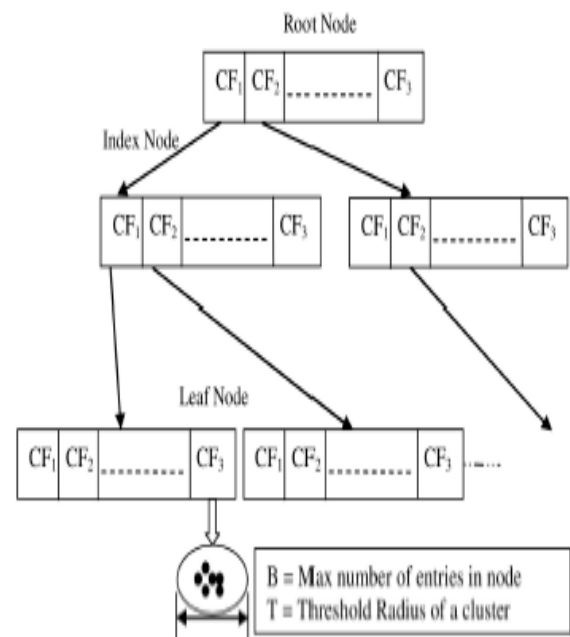 Root Node
CF₁ CF₂ --------- CF₃
Index Node
CF₁ CF₂ --------- CF₃
CF₁ CF₂ --------- CF₃
Leaf Node
CF₁ CF₂ --------- CF₃
CF₁ CF₂ --------- CF₃
B = Max number of entries in node
T = Threshold Radius of a cluster